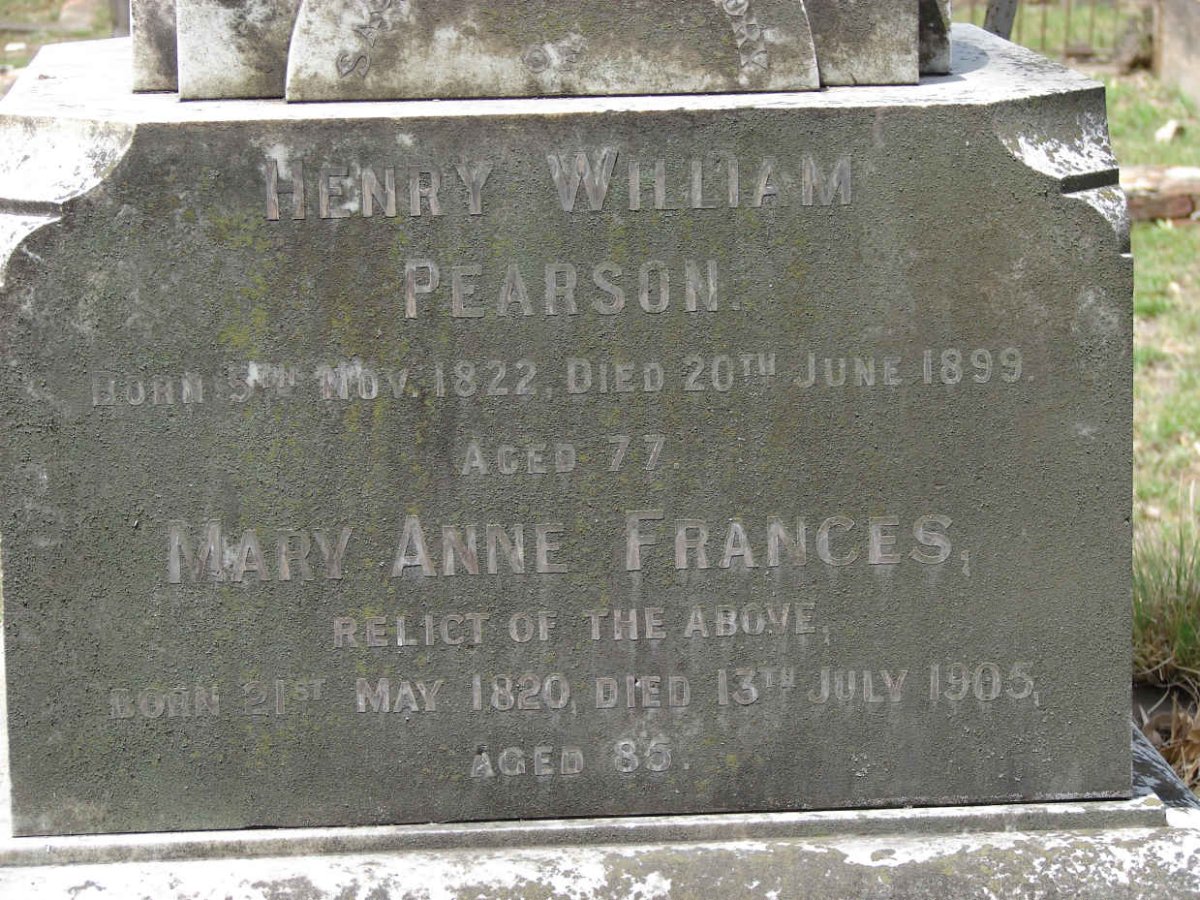 OF
HENRY WILLIAM
PEARSON.
BORN 5TH NOV. 1822, DIED 20TH JUNE 1899.
AGED 77.
MARY ANNE FRANCES,
RELICT OF THE ABOVE,
BORN 21ST MAY 1820, DIED 13TH JULY 1905,
AGED 85.